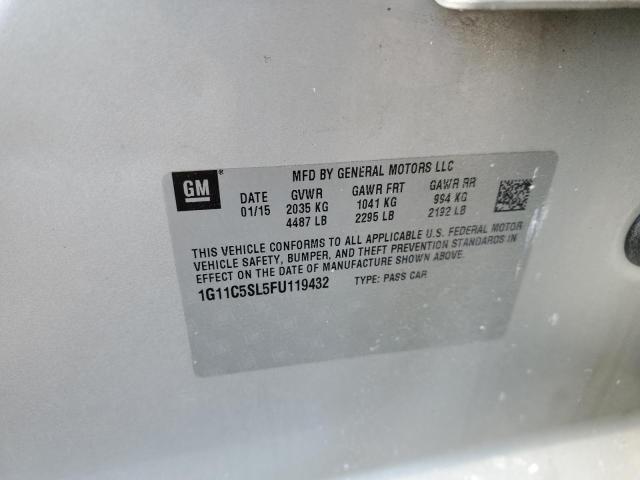 MFD BY GENERAL MOTORS LLC
GM®
DATE GVWR GAWR FRT GAWR RR
01/15 2035 KG 1041 KG 994 KG
4487 LB 2295 LB 2192 LB
THIS VEHICLE CONFORMS TO ALL APPLICABLE U.S. FEDERAL MOTOR
VEHICLE SAFETY, BUMPER, AND THEFT PREVENTION STANDARDS IN
EFFECT ON THE DATE OF MANUFACTURE SHOWN ABOVE.
1G11C5SL5FU119432 TYPE: PASS CAR